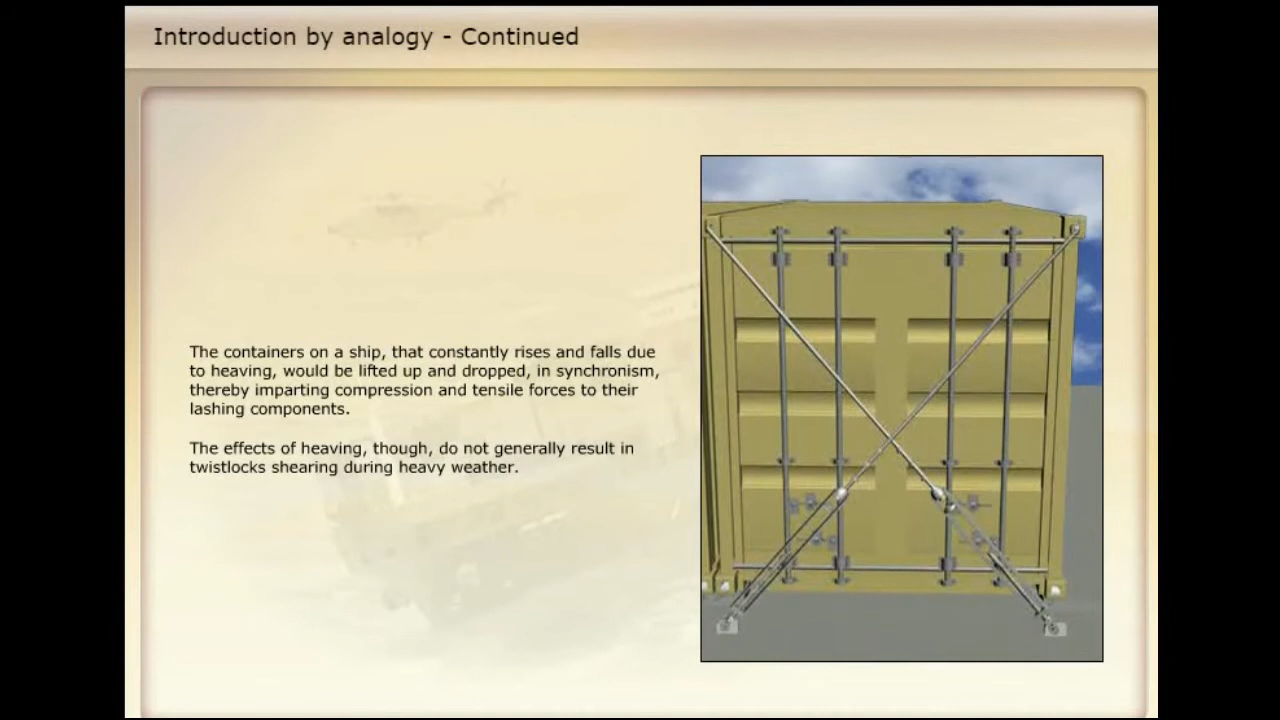 Introduction by analogy - Continued
The containers on a ship, that constantly rises and falls due
to heaving, would be lifted up and dropped, in synchronism,
thereby imparting compression and tensile forces to their
lashing components.
The effects of heaving, though, do not generally result in
twistlocks shearing during heavy weather.